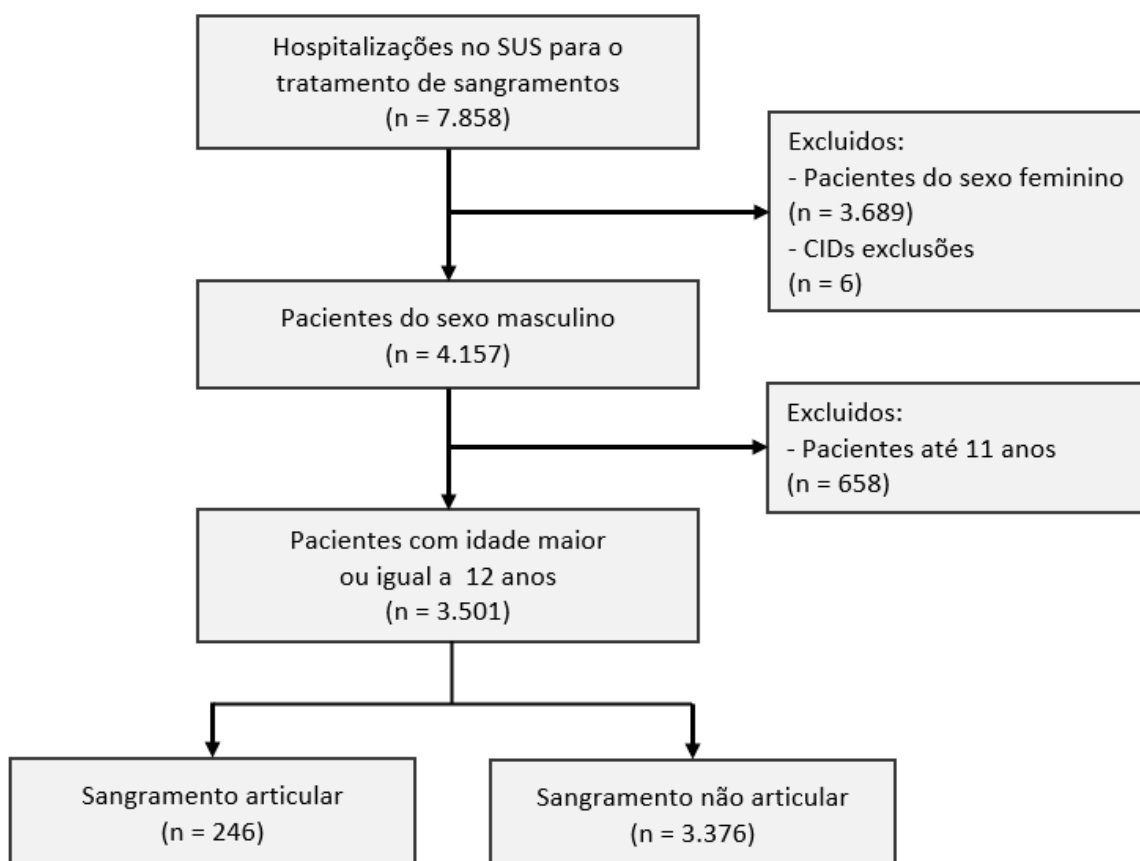 Hospitalizações no SUS para o
tratamento de sangramentos
(n = 7.858)
Excluidos:
- Pacientes do sexo feminino
(n = 3.689)
- CIDs exclusões
(n = 6)
Pacientes do sexo masculino
(n = 4.157)
Excluidos:
- Pacientes até 11 anos
(n = 658)
Pacientes com idade maior
ou igual a 12 anos
(n = 3.501)
Sangramento articular
(n = 246)
Sangramento não articular
(n = 3.376)